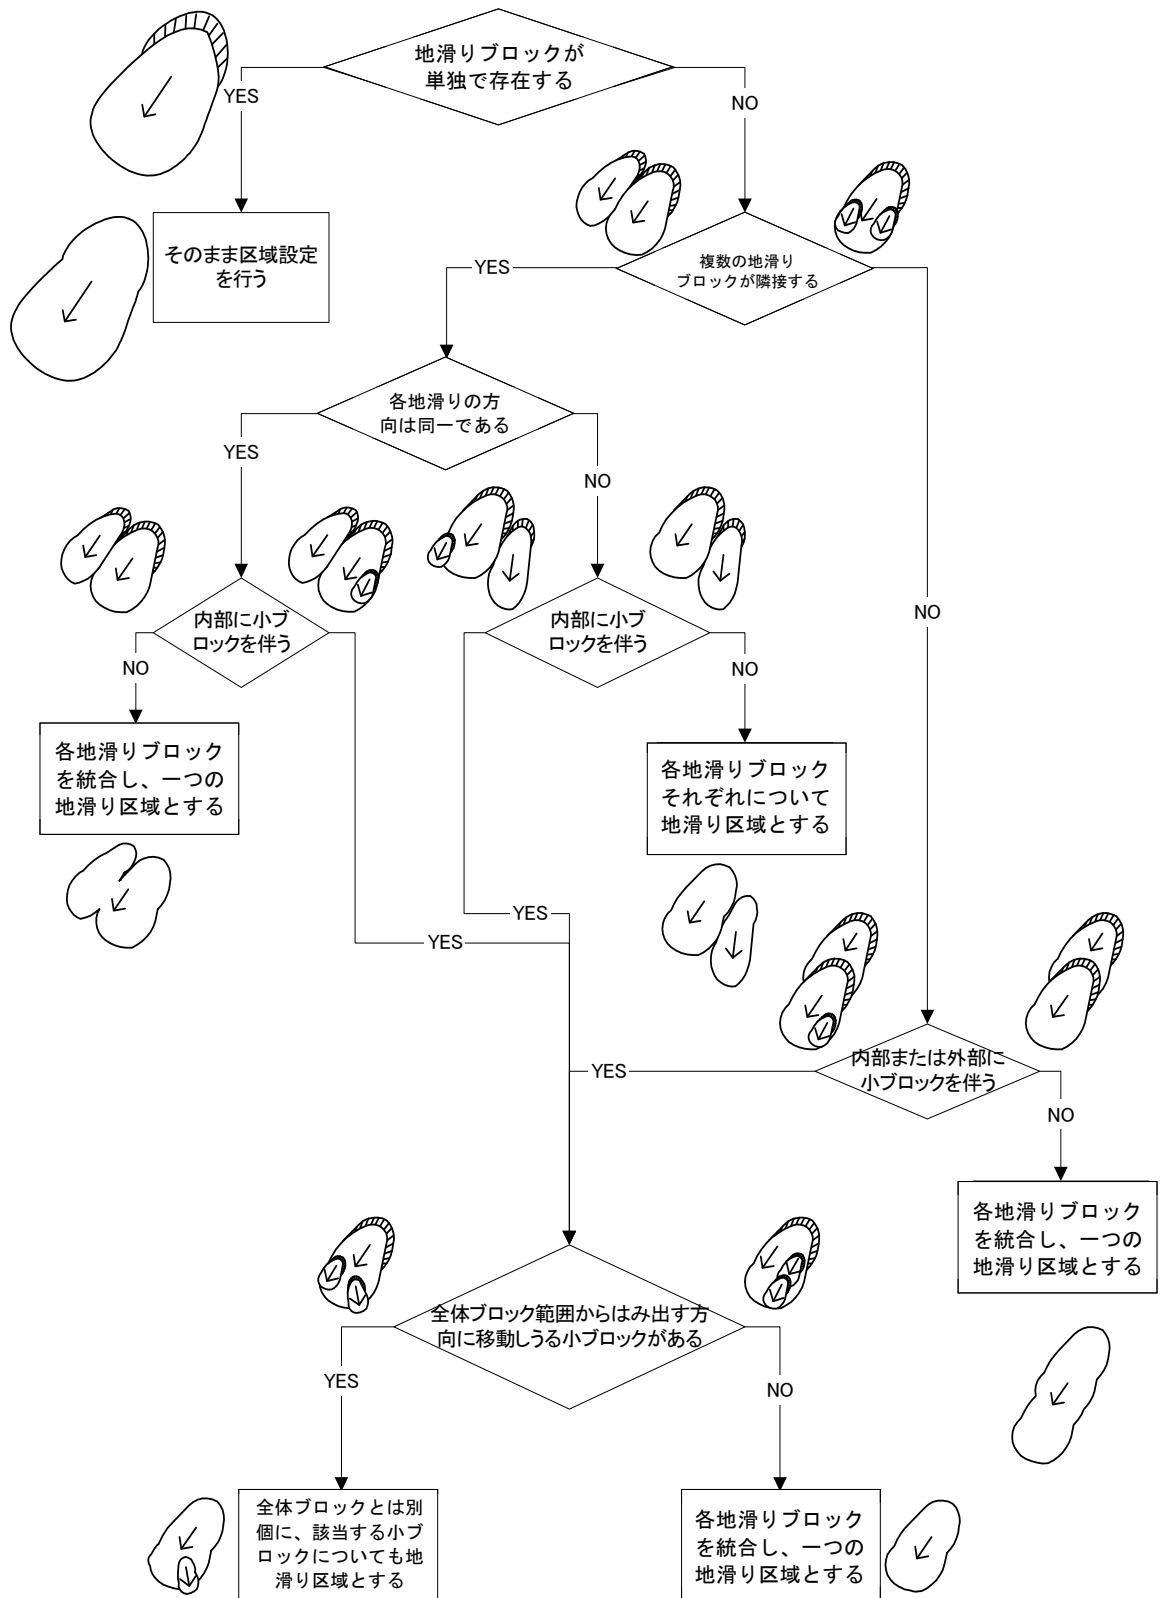 地滑りブロックが
単独で存在する
YES
NO
そのまま区域設定
を行う
複数の地滑り
ブロックが隣接する
YES
各地滑りの方
向は同一である
YES
NO
NO
内部に小ブ
ロックを伴う
内部に小ブ
ロックを伴う
NO
NO
各地滑りブロック
を統合し、一つの
地滑り区域とする
各地滑りブロック
それぞれについて
地滑り区域とする
YES
YES
内部または外部に
小ブロックを伴う
YES
NO
各地滑りブロック
を統合し、一つの
地滑り区域とする
全体ブロック範囲からはみ出す方
向に移動しうる小ブロックがある
YES
NO
全体ブロックとは別
個に、該当する小ブ
ロックについても地
滑り区域とする
各地滑りブロック
を統合し、一つの
地滑り区域とする